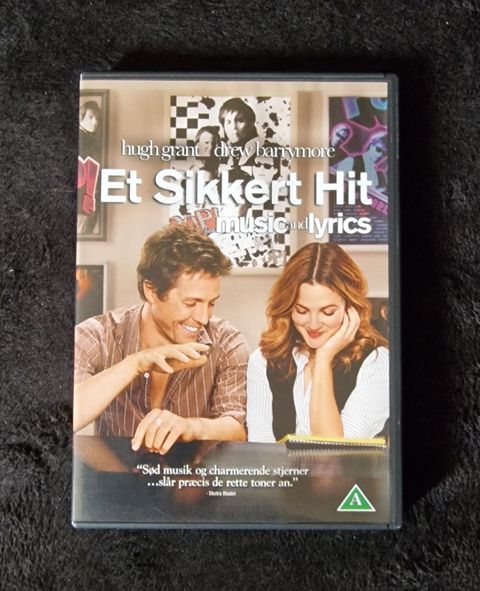 hugh grant drew barrymore
Et Sikkert Hit
music and lyrics
"Sød musik og charmerende stjerner
...slår præcis de rette toner an."
- Ekstra Bladet
A